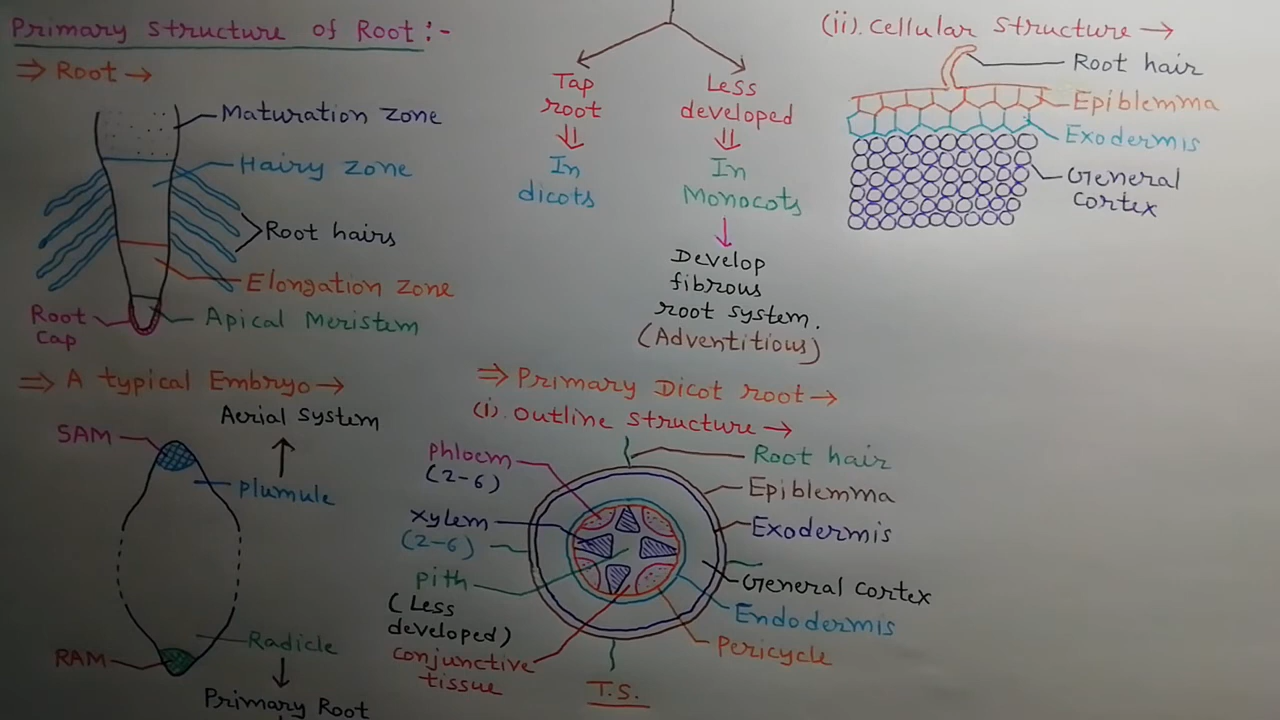 Primary Structure of Root :-
⇒ Root →
Maturation zone
Hairy zone
Root hairs
Elongation zone
Root
Cap
Apical Meristem
⇒ A typical Embryo →
Aerial System
SAM
Plumule
Radicle
RAM
Primary Root
Tap
root
In
dicots
Less
developed
In
Monocots
Develop
fibrous
root system.
(Adventitious)
⇒ Primary Dicot root →
(i). Outline structure →
Phloem
(2-6)
Xylem
(2-6)
Pith
(Less
developed)
Conjunctive
tissue
Root hair
Epiblemma
Exodermis
General cortex
Endodermis
Pericycle
T.S.
(ii). Cellular Structure →
Root hair
Epiblemma
Exodermis
General
cortex